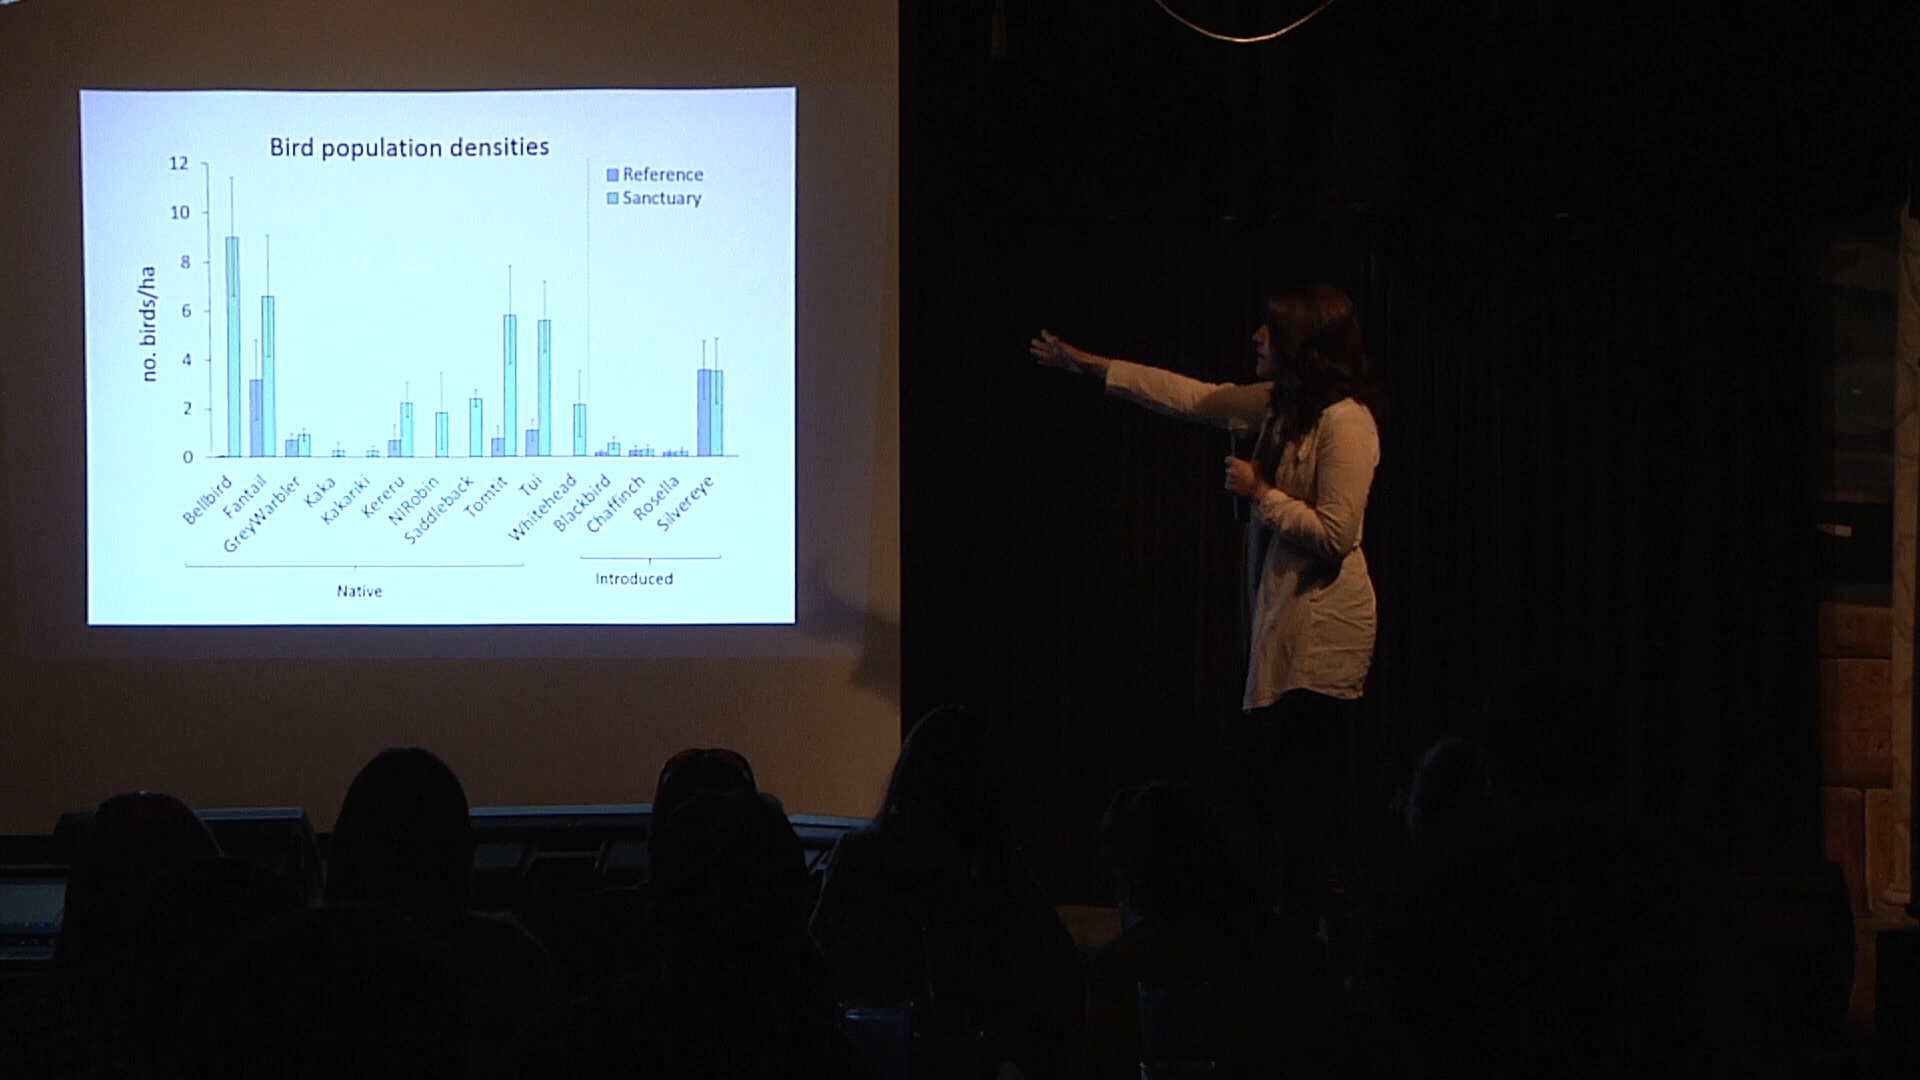 Bird population densities
Reference
Sanctuary
12
10
8
6
4
2
0
no. birds/ha
Bellbird
Fantail
GreyWarbler
Kaka
Kakariki
Kereru
NIRobin
Saddleback
Tomtit
Tui
Whitehead
Blackbird
Chaffinch
Rosella
Silvereye
Native
Introduced